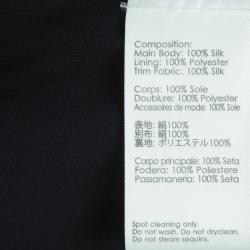 Composition:
Main Body: 100% Silk
Lining: 100% Polyester
Trim Fabric: 100% Silk
Corps: 100% Soie
Doublure: 100% Polyester
Accessoires de mode: 100% Soie
表地: 絹100%
別布: 絹100%
裏地: ポリエステル100%
Corpo principale: 100% Seta
Fodera: 100% Poliestere
Passamaneria: 100% Seta
Spot cleaning only.
Do not wash. Do not dryclean.
Do not steam sequins.